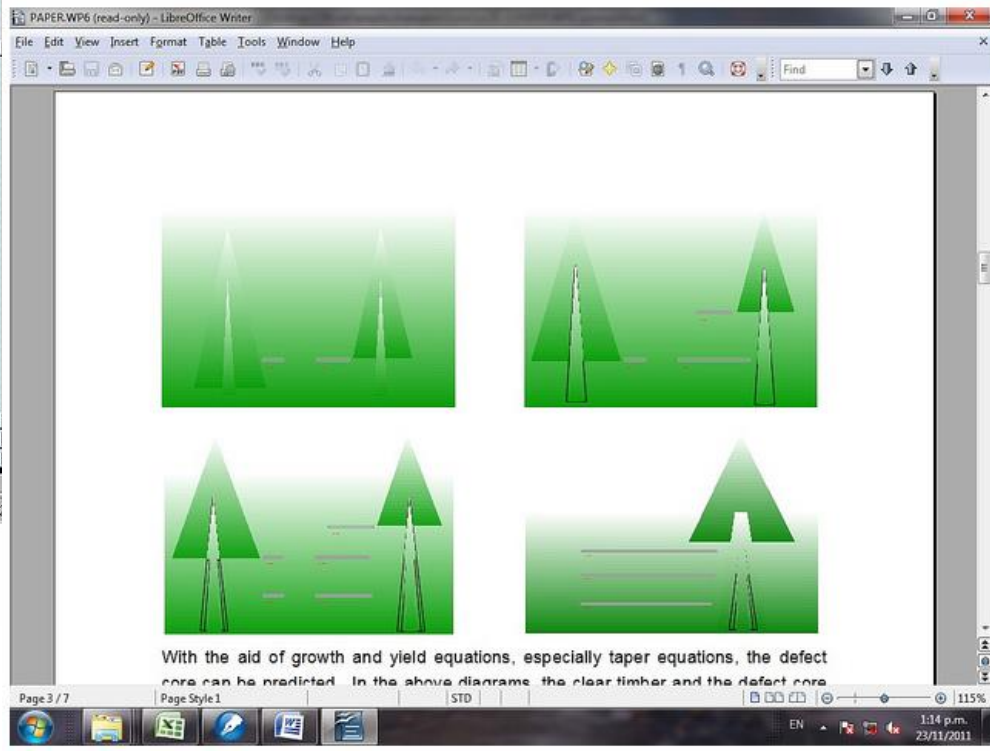 PAPER.WP6 (read-only) - LibreOffice Writer
File Edit View Insert Format Table Tools Window Help
Find
With the aid of growth and yield equations, especially taper equations, the defect
core can be predicted. In the above diagrams, the clear timber and the defect core
Page 3 / 7 Page Style1 STD 115%
EN 1:14 p.m.
23/11/2011